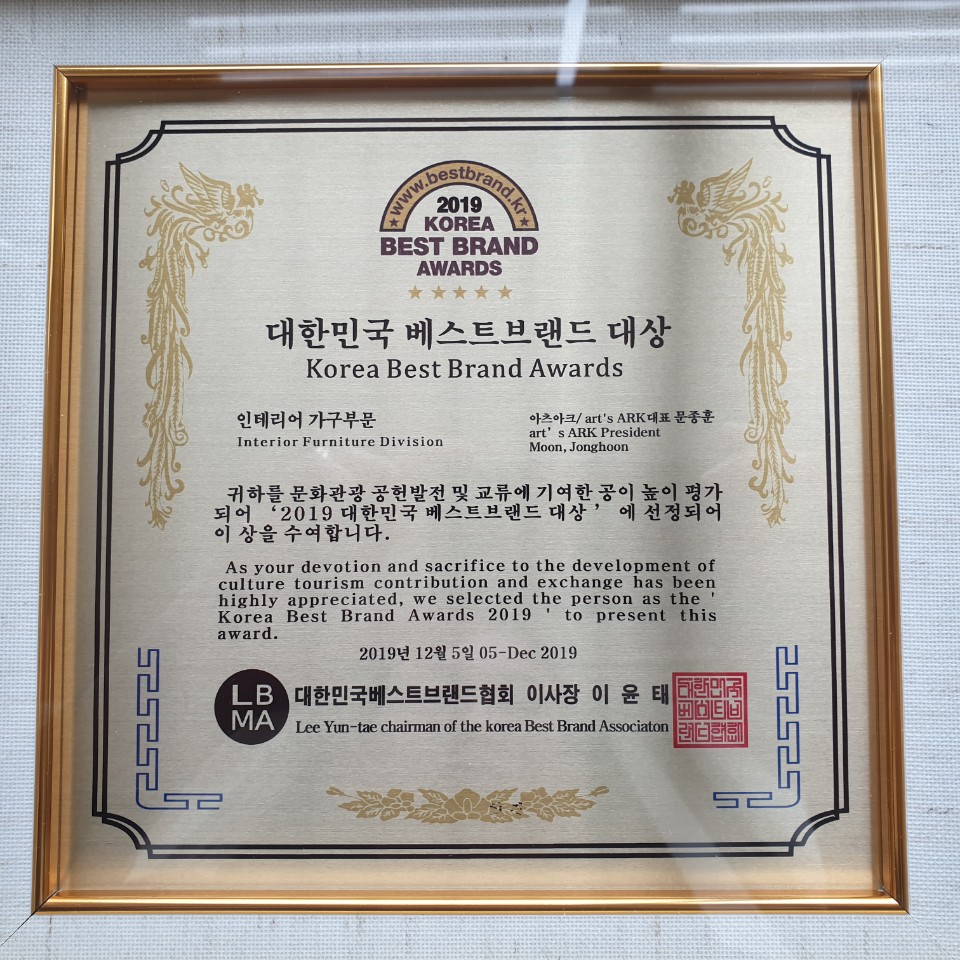 www.bestbrand.kr
2019
KOREA
BEST BRAND
AWARDS
대한민국 베스트브랜드 대상
Korea Best Brand Awards
인테리어 가구부문
Interior Furniture Division
아츠아크/ art's ARK대표 문종훈
art’s ARK President
Moon, Jonghoon
귀하를 문화관광 공헌발전 및 교류에 기여한 공이 높이 평가
되어 ‘2019 대한민국 베스트브랜드 대상’ 에 선정되어
이 상을 수여합니다.
As your devotion and sacrifice to the development of
culture tourism contribution and exchange has been
highly appreciated, we selected the person as the '
Korea Best Brand Awards 2019 ' to present this
award.
2019년 12월 5일 05-Dec 2019
LB
MA
대한민국베스트브랜드협회 이사장 이 윤 태
Lee Yun-tae chairman of the korea Best Brand Associaton